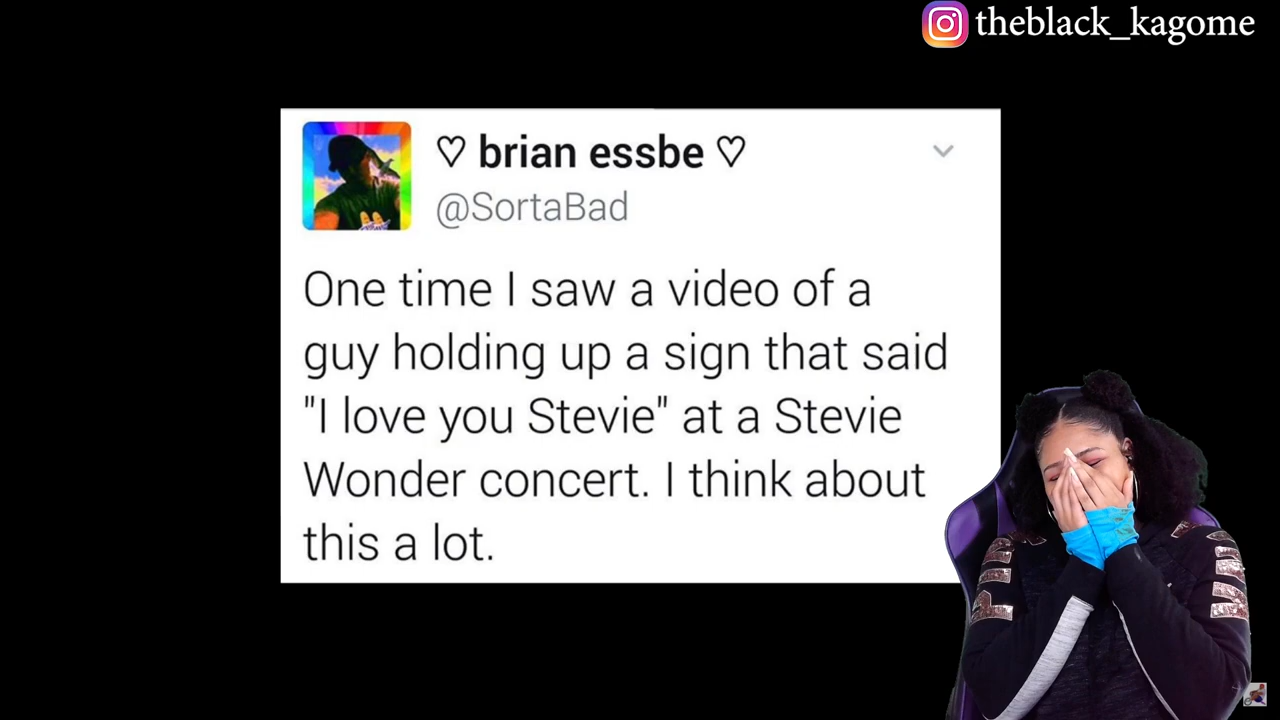 theblack_kagome
♡ brian essbe ♡
@SortaBad
One time I saw a video of a
guy holding up a sign that said
"I love you Stevie" at a Stevie
Wonder concert. I think about
this a lot.